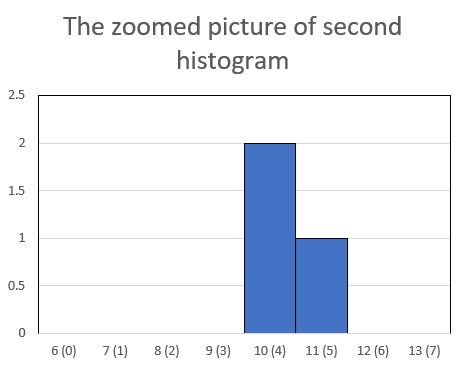 The zoomed picture of second
histogram
2.5
2
1.5
1
0.5
0
6 (0) 7 (1) 8 (2) 9 (3) 10 (4) 11 (5) 12 (6) 13 (7)